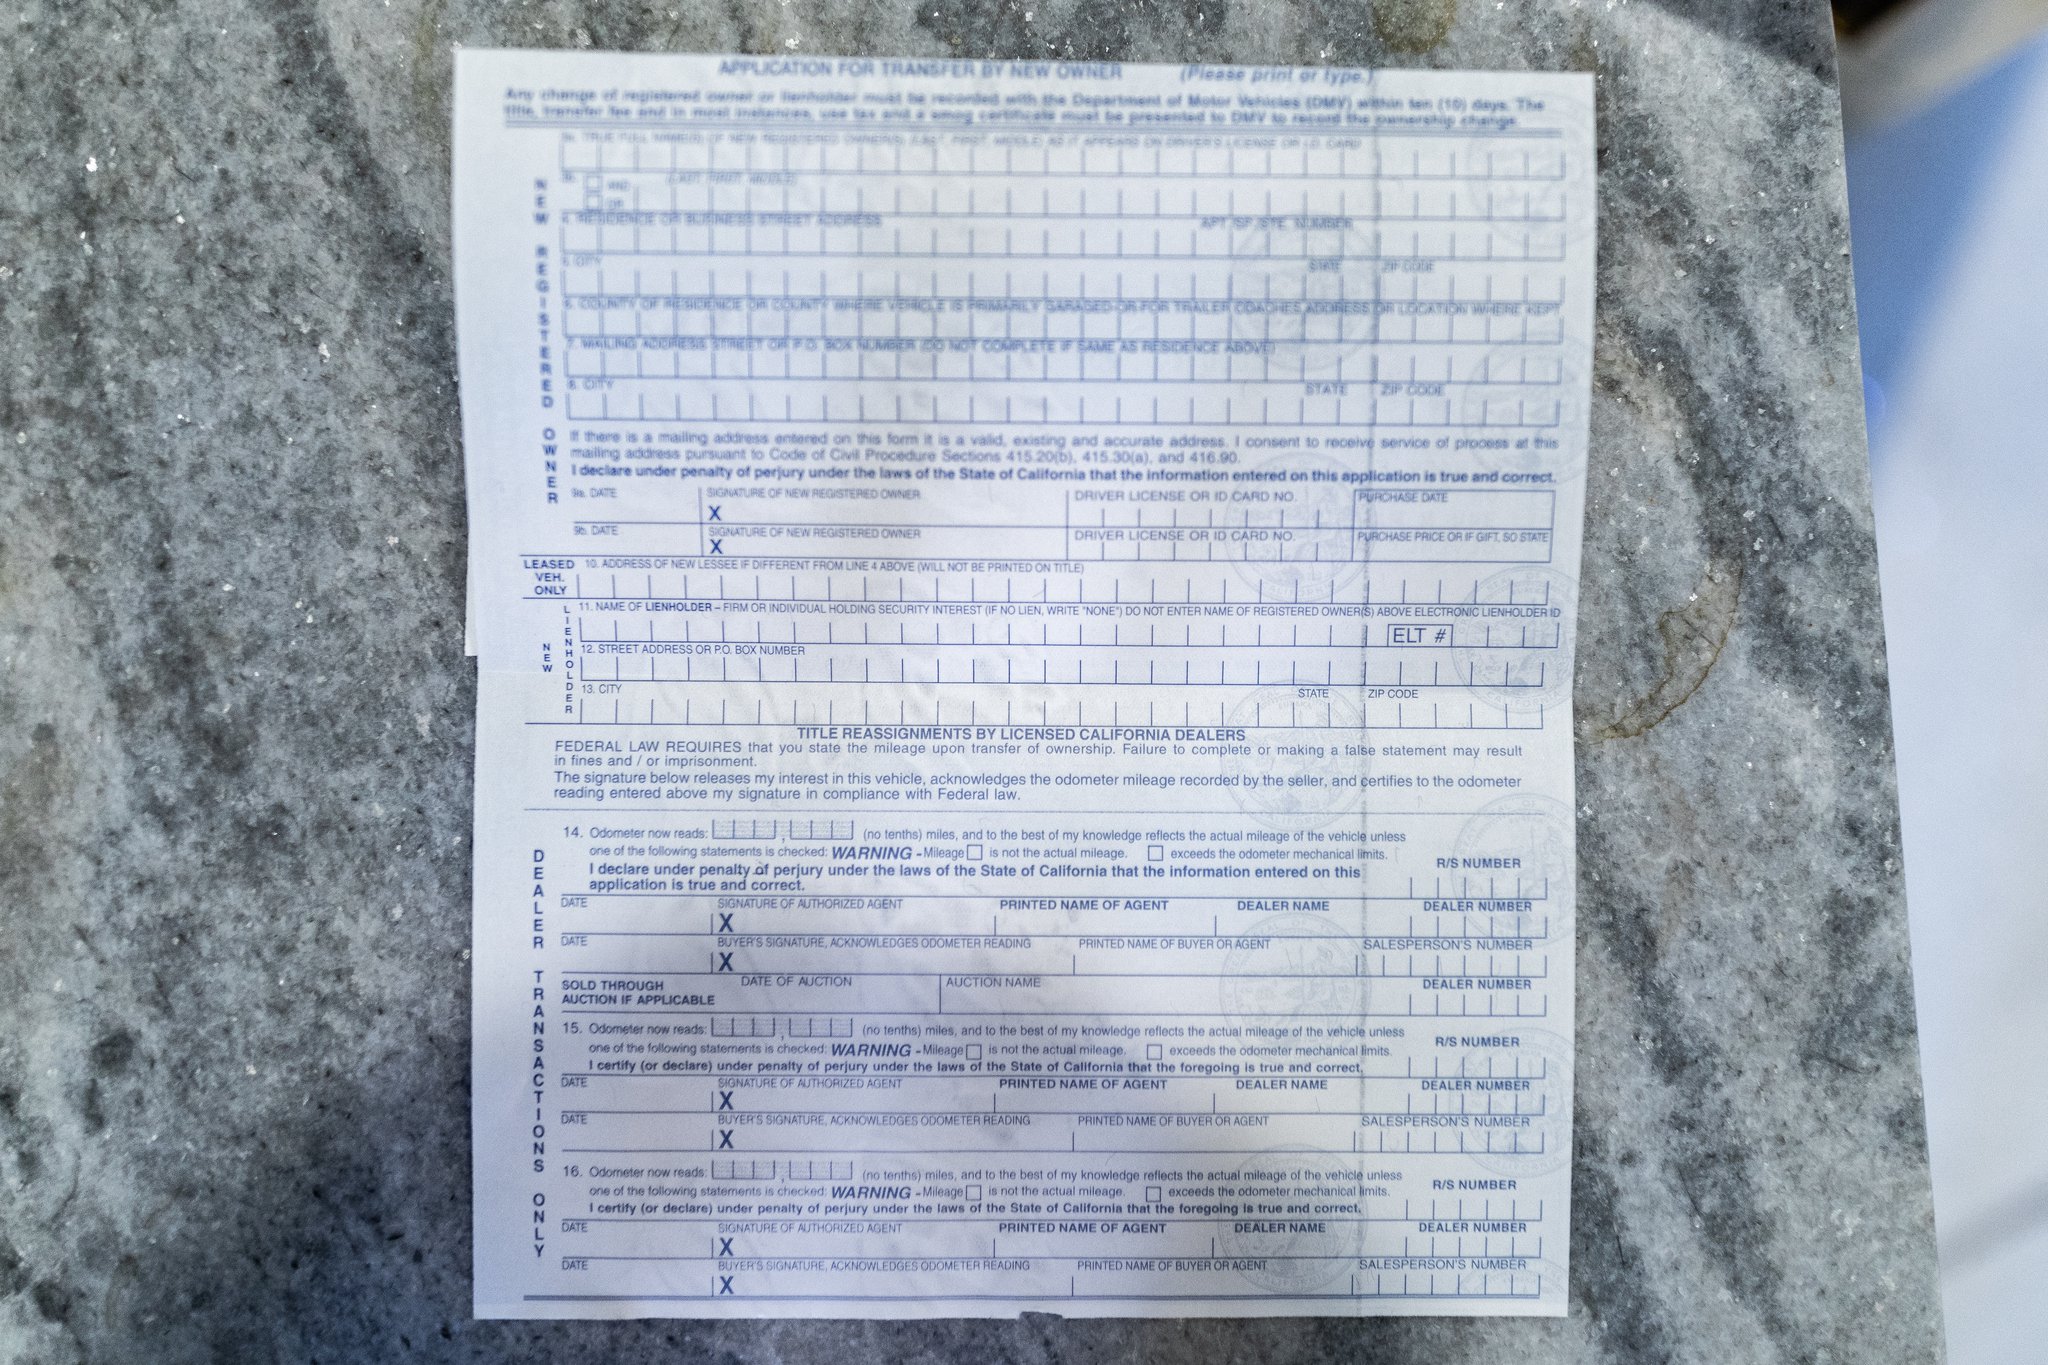 APPLICATION FOR TRANSFER BY NEW OWNER (Please print or type.)
Any change of registered owner or lienholder must be recorded with the Department of Motor Vehicles (DMV) within ten (10) days. The
title, transfer fee and in most instances, use tax and a smog certificate must be presented to DMV to record the ownership change.
NEW REGISTERED OWNER
3a. TRUE FULL NAME(S) OF NEW REGISTERED OWNER(S) (LAST, FIRST, MIDDLE) AS IT APPEARS ON DRIVER'S LICENSE OR I.D. CARD
3b. AND (LAST, FIRST, MIDDLE)
OR
4. RESIDENCE OR BUSINESS STREET ADDRESS APT./SP./STE. NUMBER
5. CITY STATE ZIP CODE
6. COUNTY OF RESIDENCE OR COUNTY WHERE VEHICLE IS PRIMARILY GARAGED OR FOR TRAILER COACHES ADDRESS OR LOCATION WHERE KEPT
7. MAILING ADDRESS STREET OR P.O. BOX NUMBER (DO NOT COMPLETE IF SAME AS RESIDENCE ABOVE)
8. CITY STATE ZIP CODE
If there is a mailing address entered on this form it is a valid, existing and accurate address. I consent to receive service of process at this
mailing address pursuant to Code of Civil Procedure Sections 415.20(b), 415.30(a), and 416.90.
I declare under penalty of perjury under the laws of the State of California that the information entered on this application is true and correct.
9a. DATE SIGNATURE OF NEW REGISTERED OWNER DRIVER LICENSE OR ID CARD NO. PURCHASE DATE
X
9b. DATE SIGNATURE OF NEW REGISTERED OWNER DRIVER LICENSE OR ID CARD NO. PURCHASE PRICE OR IF GIFT, SO STATE
X
LEASED VEH. ONLY
10. ADDRESS OF NEW LESSEE IF DIFFERENT FROM LINE 4 ABOVE (WILL NOT BE PRINTED ON TITLE)
NEW LIENHOLDER
11. NAME OF LIENHOLDER – FIRM OR INDIVIDUAL HOLDING SECURITY INTEREST (IF NO LIEN, WRITE "NONE") DO NOT ENTER NAME OF REGISTERED OWNER(S) ABOVE ELECTRONIC LIENHOLDER ID
ELT #
12. STREET ADDRESS OR P.O. BOX NUMBER
13. CITY STATE ZIP CODE
TITLE REASSIGNMENTS BY LICENSED CALIFORNIA DEALERS
FEDERAL LAW REQUIRES that you state the mileage upon transfer of ownership. Failure to complete or making a false statement may result
in fines and / or imprisonment.
The signature below releases my interest in this vehicle, acknowledges the odometer mileage recorded by the seller, and certifies to the odometer
reading entered above my signature in compliance with Federal law.
DEALER TRANSACTIONS ONLY
14. Odometer now reads: , (no tenths) miles, and to the best of my knowledge reflects the actual mileage of the vehicle unless
one of the following statements is checked: WARNING - Mileage is not the actual mileage. exceeds the odometer mechanical limits.
R/S NUMBER
I declare under penalty of perjury under the laws of the State of California that the information entered on this
application is true and correct.
DATE SIGNATURE OF AUTHORIZED AGENT PRINTED NAME OF AGENT DEALER NAME DEALER NUMBER
X
DATE BUYER'S SIGNATURE, ACKNOWLEDGES ODOMETER READING PRINTED NAME OF BUYER OR AGENT SALESPERSON'S NUMBER
X
SOLD THROUGH DATE OF AUCTION AUCTION NAME DEALER NUMBER
AUCTION IF APPLICABLE
15. Odometer now reads: , (no tenths) miles, and to the best of my knowledge reflects the actual mileage of the vehicle unless
one of the following statements is checked: WARNING - Mileage is not the actual mileage. exceeds the odometer mechanical limits.
R/S NUMBER
I certify (or declare) under penalty of perjury under the laws of the State of California that the foregoing is true and correct.
DATE SIGNATURE OF AUTHORIZED AGENT PRINTED NAME OF AGENT DEALER NAME DEALER NUMBER
X
DATE BUYER'S SIGNATURE, ACKNOWLEDGES ODOMETER READING PRINTED NAME OF BUYER OR AGENT SALESPERSON'S NUMBER
X
16. Odometer now reads: , (no tenths) miles, and to the best of my knowledge reflects the actual mileage of the vehicle unless
one of the following statements is checked: WARNING - Mileage is not the actual mileage. exceeds the odometer mechanical limits.
R/S NUMBER
I certify (or declare) under penalty of perjury under the laws of the State of California that the foregoing is true and correct.
DATE SIGNATURE OF AUTHORIZED AGENT PRINTED NAME OF AGENT DEALER NAME DEALER NUMBER
X
DATE BUYER'S SIGNATURE, ACKNOWLEDGES ODOMETER READING PRINTED NAME OF BUYER OR AGENT SALESPERSON'S NUMBER
X